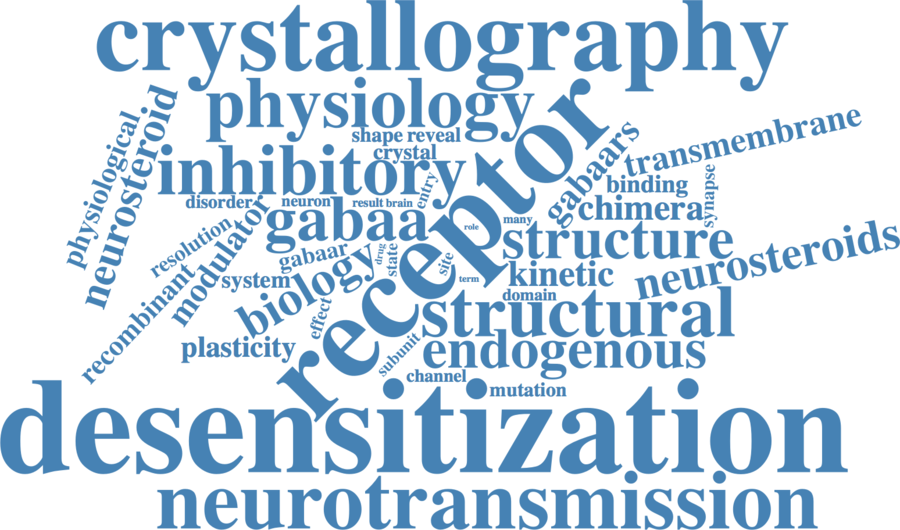 crystallography
physiology
shape reveal
crystal
inhibitory
receptor
gabaars
transmembrane
physiological
neurosteroid
binding
synapse
chimera
disorder
neuron
result
brain
entry
gabaa
many
role
structure
neurosteroids
resolution
modulator
recombinant
system
gabaar
biology
drug
state
site
term
kinetic
domain
effect
structural
plasticity
subunit
endogenous
channel
mutation
desensitization
neurotransmission